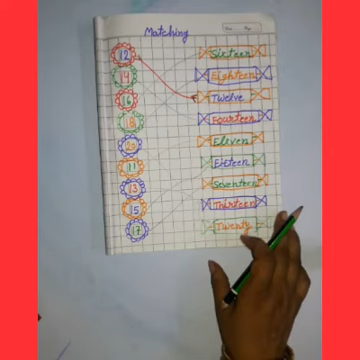 Matching
12 Sixteen
14 Eighteen
16 Twelve
18 Fourteen
20 Eleven
11 Fifteen
13 Seventeen
15 Thirteen
17 Twenty